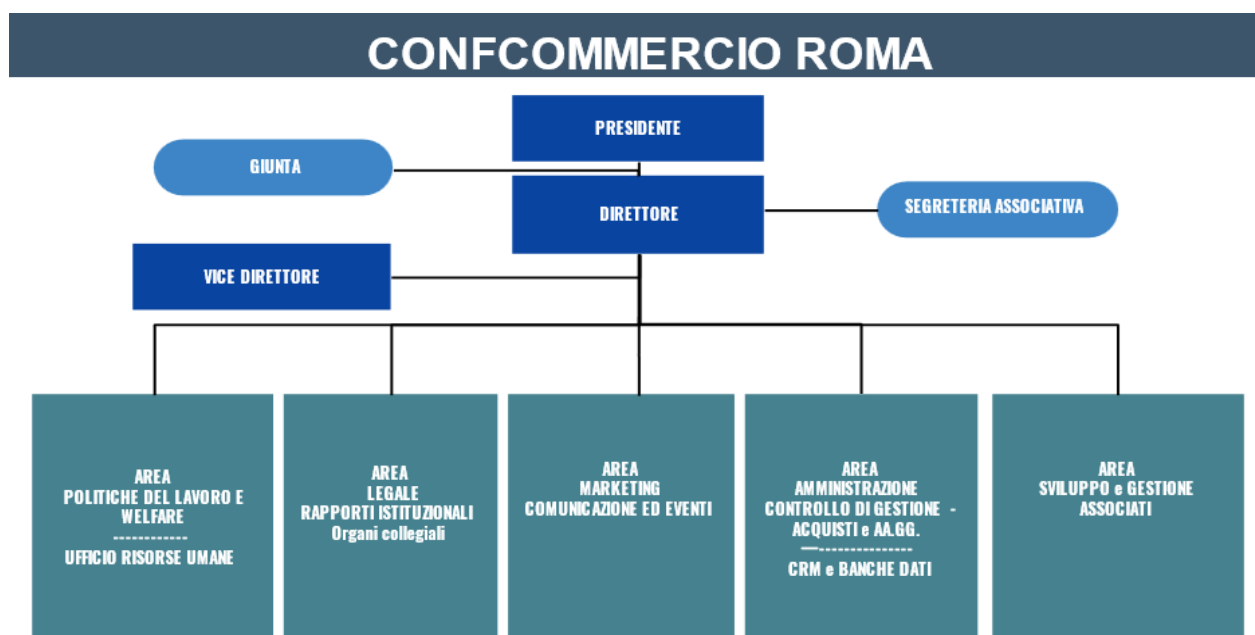 CONFCOMMERCIO ROMA
PRESIDENTE
GIUNTA
DIRETTORE
SEGRETERIA ASSOCIATIVA
VICE DIRETTORE
AREA
POLITICHE DEL LAVORO E
WELFARE
------------
UFFICIO RISORSE UMANE
AREA
LEGALE
RAPPORTI ISTITUZIONALI
Organi collegiali
AREA
MARKETING
COMUNICAZIONE ED EVENTI
AREA
AMMINISTRAZIONE
CONTROLLO DI GESTIONE -
ACQUISTI e AA.GG.
—---------------
CRM e BANCHE DATI
AREA
SVILUPPO e GESTIONE
ASSOCIATI